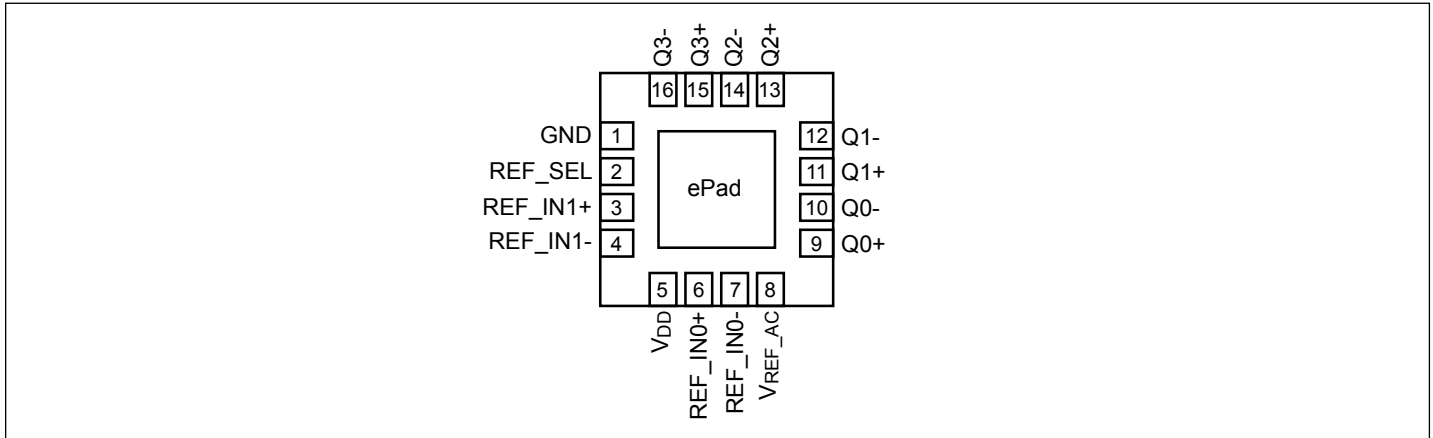 Q3-
Q3+
Q2-
Q2+
16
15
14
13
GND 1
REF_SEL 2
REF_IN1+ 3
REF_IN1- 4
ePad
12 Q1-
11 Q1+
10 Q0-
9 Q0+
5
6
7
8
VDD
REF_IN0+
REF_IN0-
VREF_AC